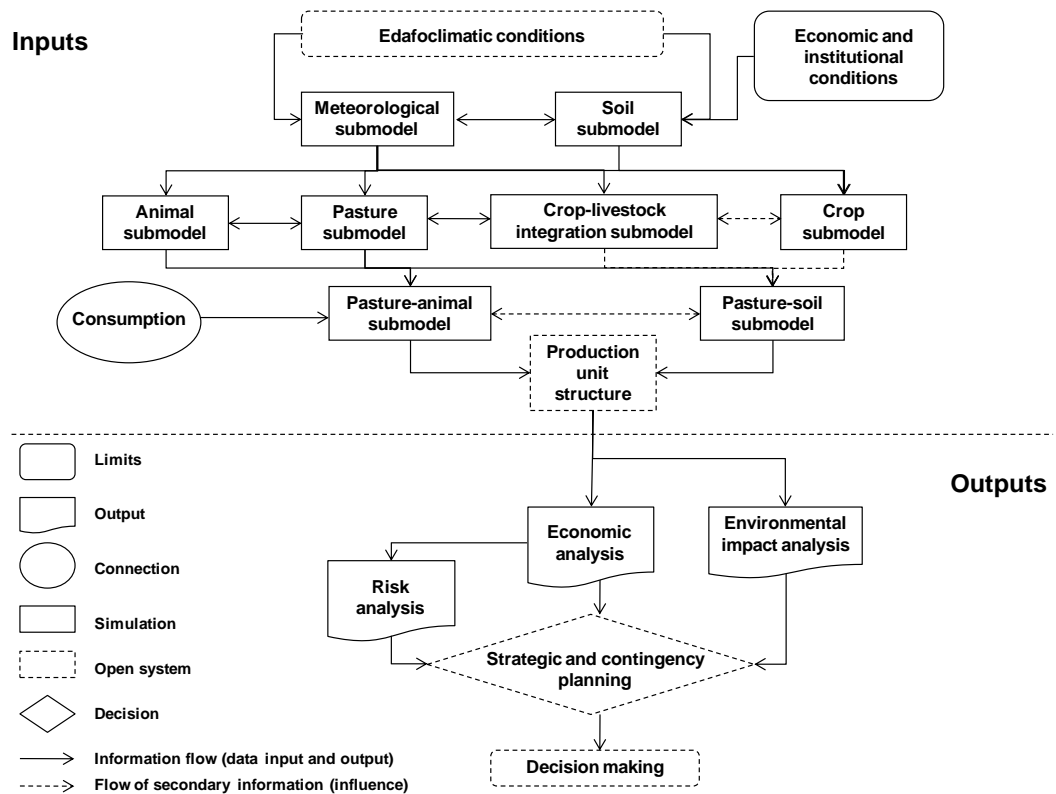 Inputs
Edafoclimatic conditions
Economic and
institutional
conditions
Meteorological
submodel
Soil
submodel
Animal
submodel
Pasture
submodel
Crop-livestock
integration submodel
Crop
submodel
Consumption
Pasture-animal
submodel
Pasture-soil
submodel
Production
unit
structure
Limits
Output
Connection
Simulation
Open system
Decision
Information flow (data input and output)
Flow of secondary information (influence)
Outputs
Economic
analysis
Environmental
impact analysis
Risk
analysis
Strategic and contingency
planning
Decision making